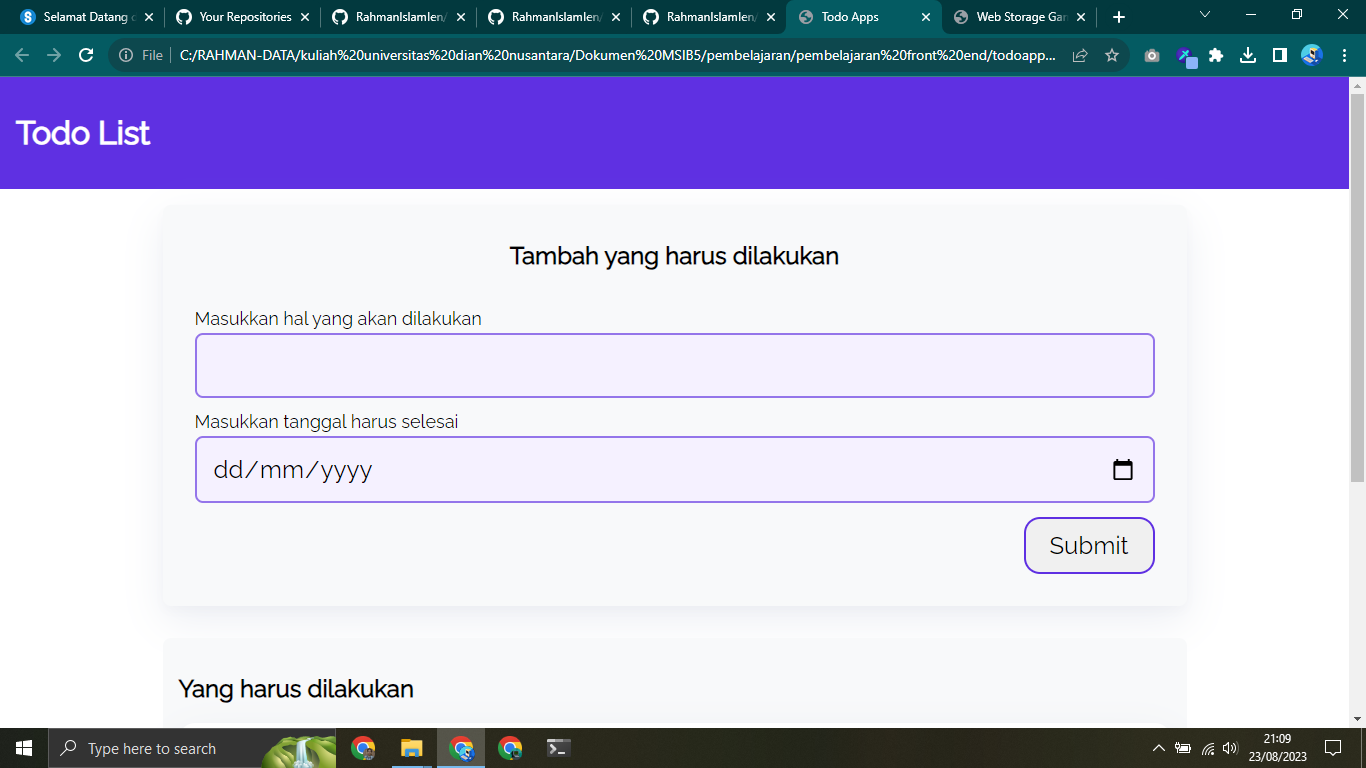 Selamat Datang d
Your Repositories
RahmanIslamlen/
RahmanIslamlen/
RahmanIslamlen/
Todo Apps
Web Storage Gam
File
C:/RAHMAN-DATA/kuliah%20universitas%20dian%20nusantara/Dokumen%20MSIB5/pembelajaran/pembelajaran%20front%20end/todoapp...
Todo List
Tambah yang harus dilakukan
Masukkan hal yang akan dilakukan
Masukkan tanggal harus selesai
dd/mm/yyyy
Submit
Yang harus dilakukan
Type here to search
21:09
23/08/2023